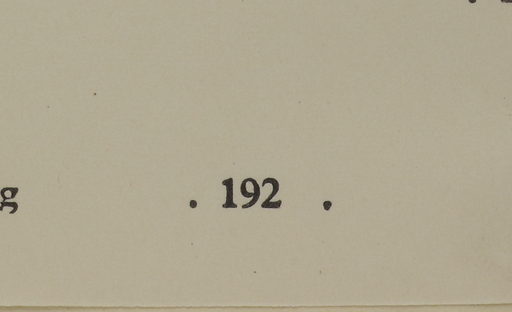 g . 192 .